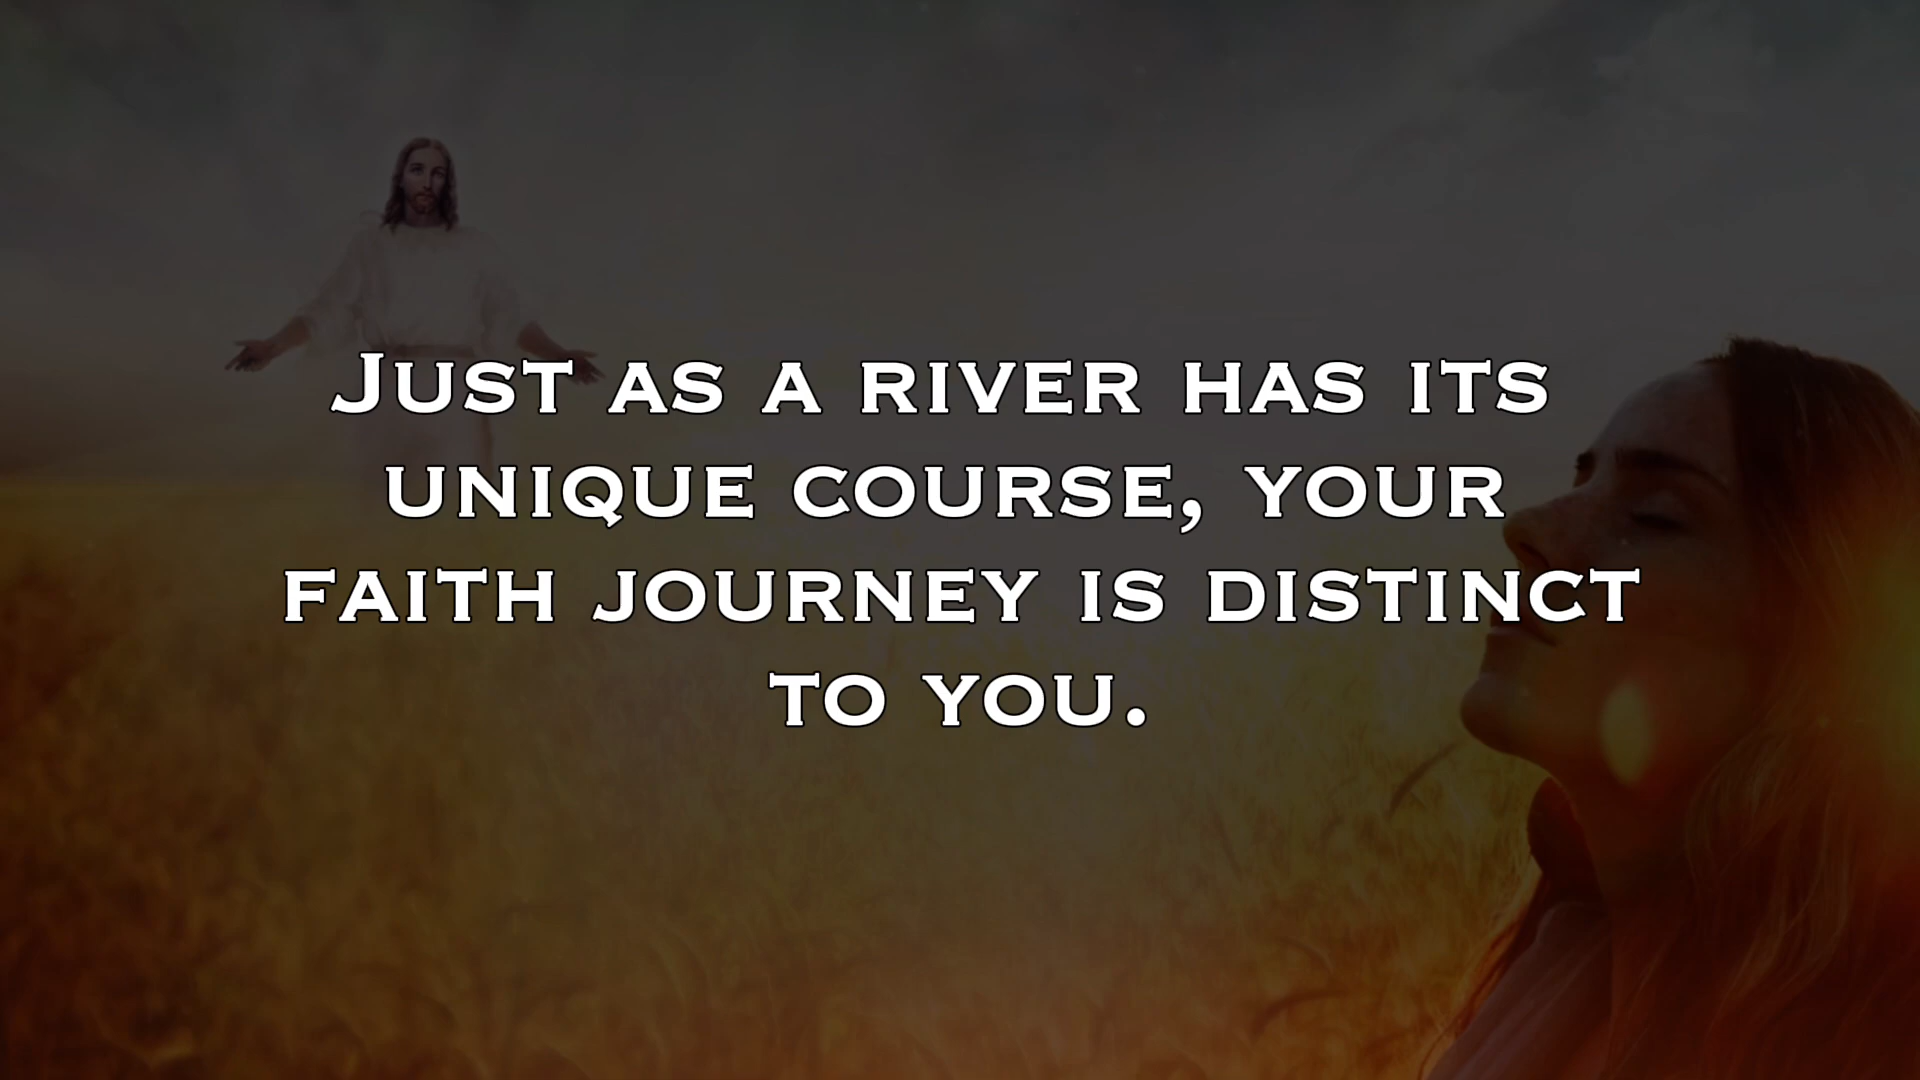 Just as a river has its
unique course, your
faith journey is distinct
to you.